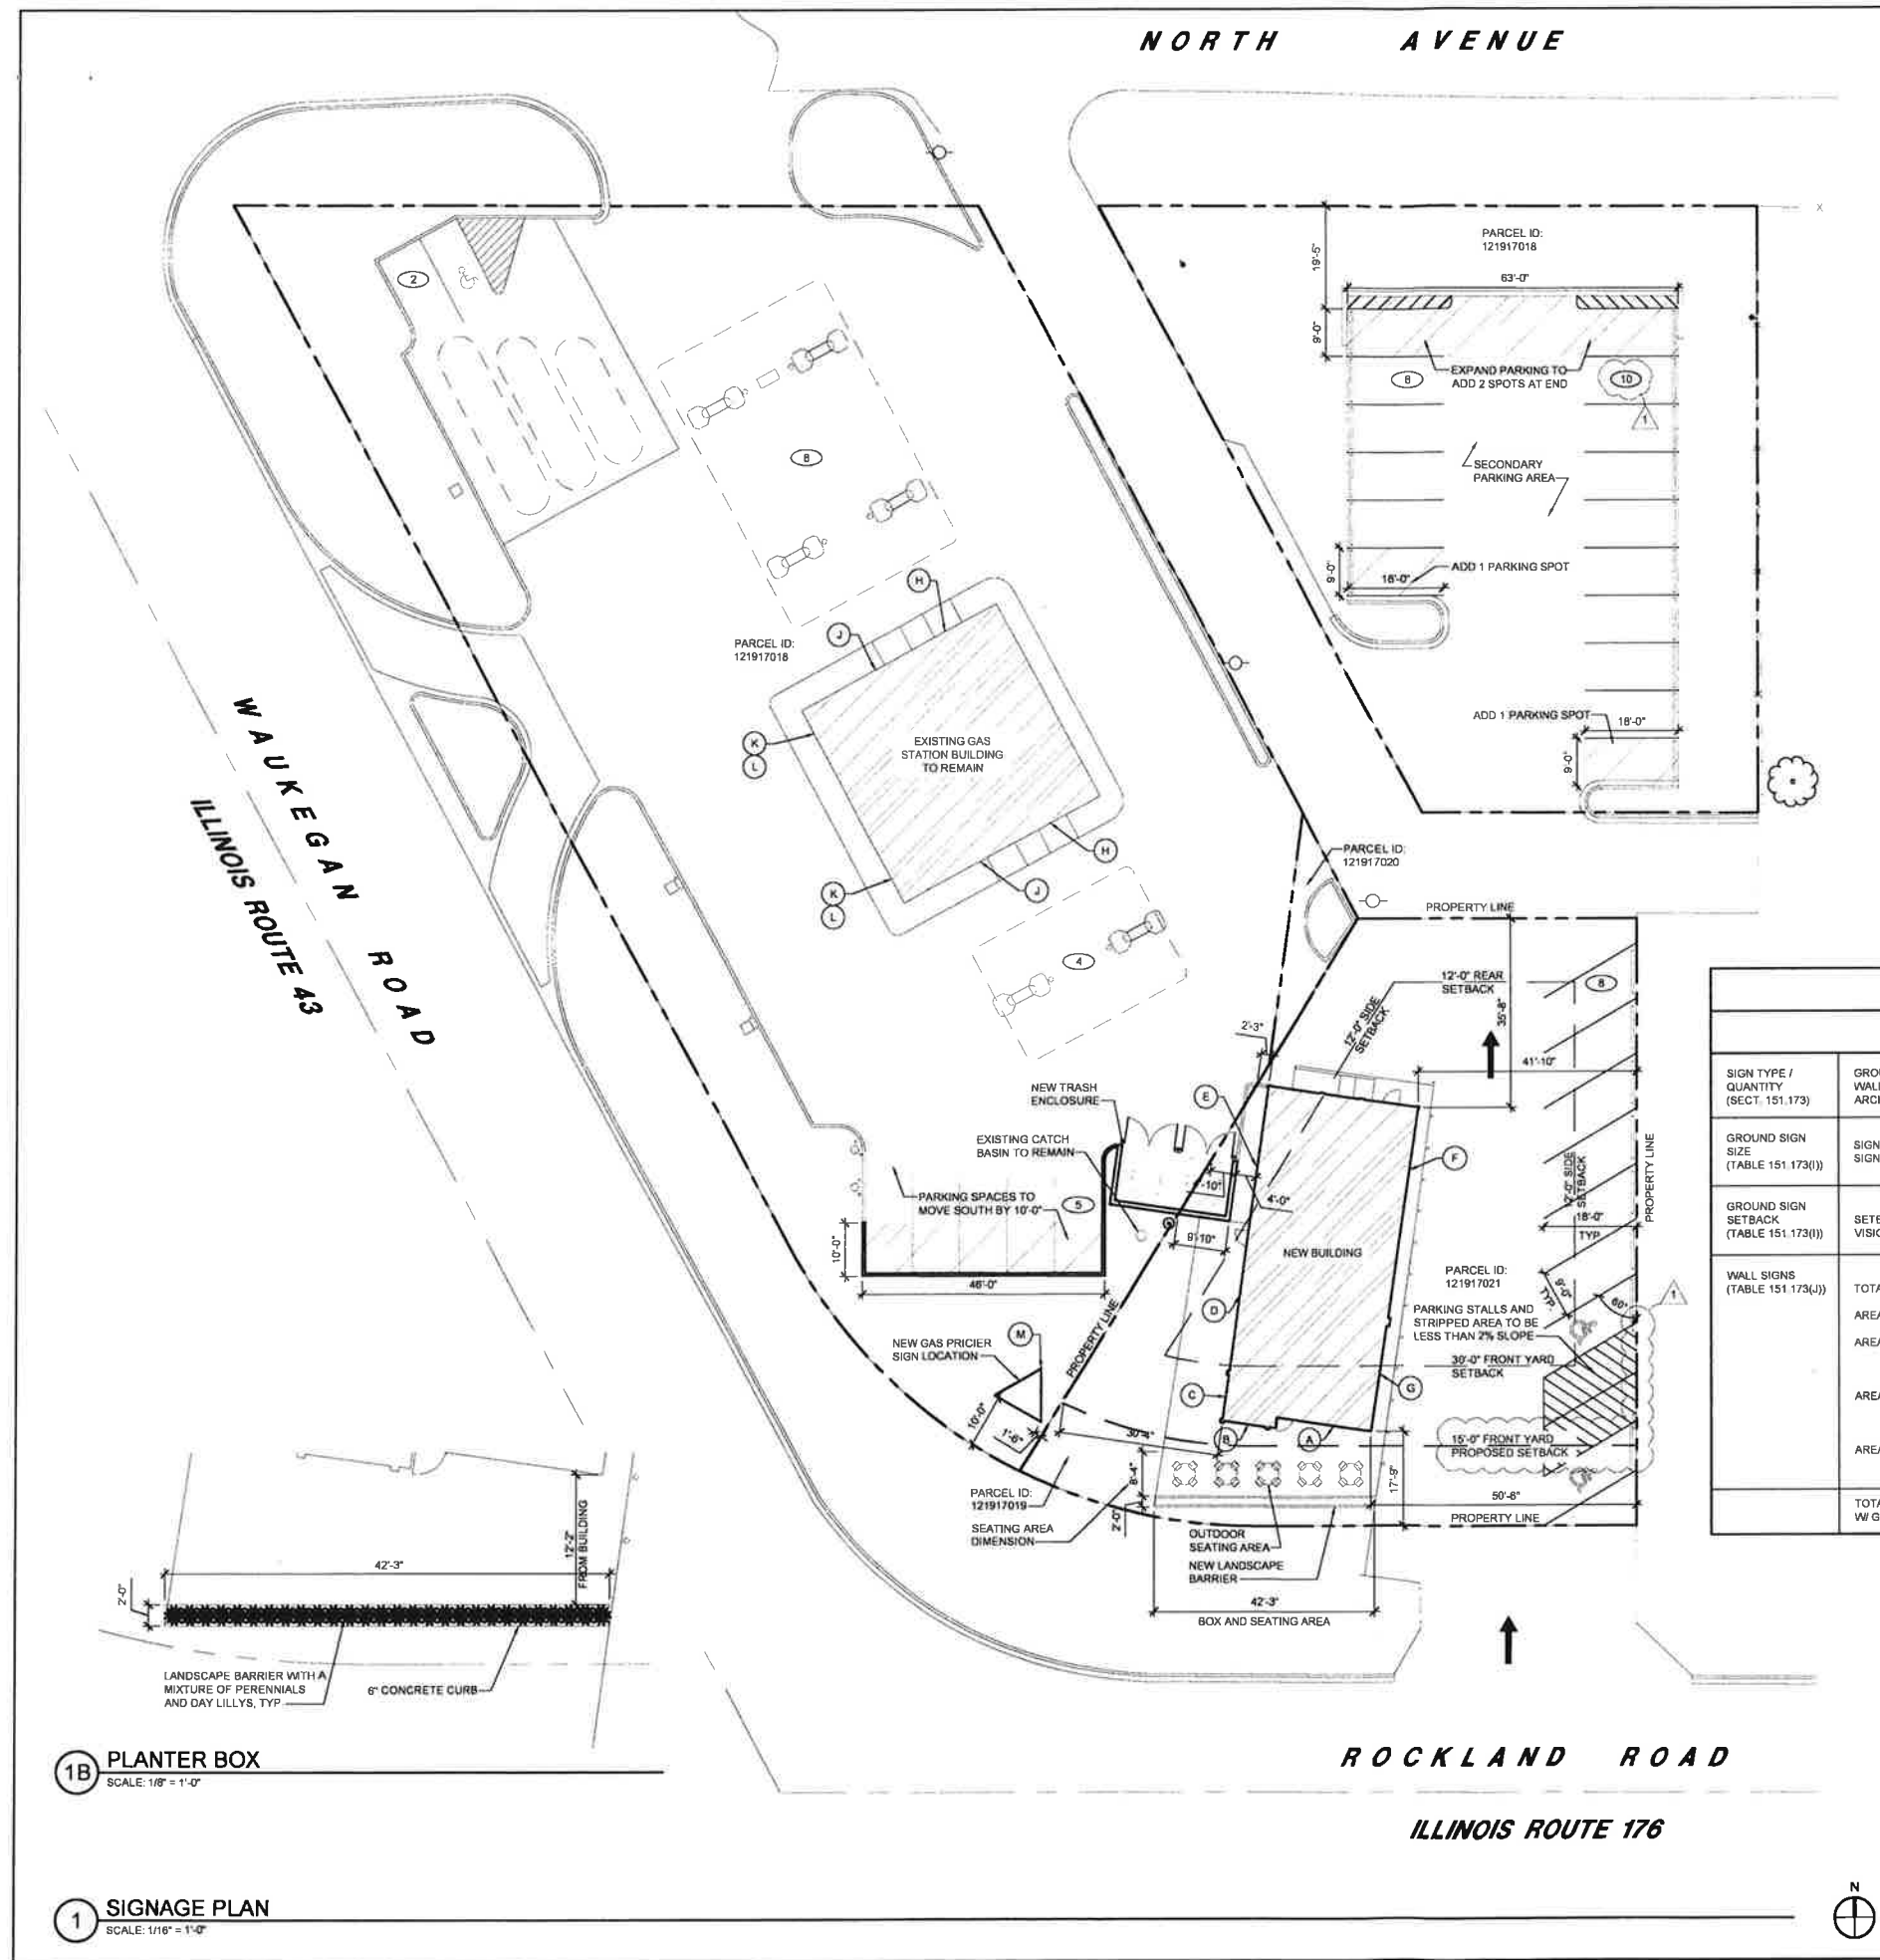 NORTH AVENUE
PARCEL ID:
121917018
19'-5"
63'-0"
9'-0"
EXPAND PARKING TO
ADD 2 SPOTS AT END
10
1
2
8
SECONDARY
PARKING AREA
9'-0"
ADD 1 PARKING SPOT
H
PARCEL ID:
121917018
J
ADD 1 PARKING SPOT
18'-0"
9'-0"
K
L
EXISTING GAS
STATION BUILDING
TO REMAIN
WAUKEGAN ROAD
ILLINOIS ROUTE 43
H
J
K
L
PARCEL ID:
121917020
PROPERTY LINE
4
12'-0" REAR
SETBACK
8
35'-8"
12'-0" SIDE
SETBACK
2'-3"
41'-10"
NEW TRASH
ENCLOSURE
E
EXISTING CATCH
BASIN TO REMAIN
F
PROPERTY LINE
12'-0" SIDE
SETBACK
PARKING SPACES TO
MOVE SOUTH BY 10'-0"
5
4'-0"
18'-0"
TYP
10'-0"
46'-0"
9'-10"
NEW BUILDING
PARCEL ID:
121917021
9'-0"
TYP.
60°
1
D
PARKING STALLS AND
STRIPPED AREA TO BE
LESS THAN 2% SLOPE
NEW GAS PRICIER
SIGN LOCATION
M
PROPERTY LINE
30'-0" FRONT YARD
SETBACK
C
G
10'-0"
1'-6"
30'-4"
B
A
15'-0" FRONT YARD
PROPOSED SETBACK
8'-4"
17'-9"
PARCEL ID:
121917019
2'-0"
50'-6"
SEATING AREA
DIMENSION
PROPERTY LINE
OUTDOOR
SEATING AREA
NEW LANDSCAPE
BARRIER
42'-3"
BOX AND SEATING AREA
SIGN TYPE /
QUANTITY
(SECT. 151.173)
GROUND SIGN
SIZE
(TABLE 151.173(I))
SIGN
SIGN
GROUND SIGN
SETBACK
(TABLE 151.173(I))
WALL SIGNS
(TABLE 151.173(J))
42'-3"
2'-0"
12'-2"
FROM BUILDING
LANDSCAPE BARRIER WITH A
MIXTURE OF PERENNIALS
AND DAY LILLYS, TYP
6" CONCRETE CURB
1B PLANTER BOX
SCALE: 1/8" = 1'-0"
ROCKLAND ROAD
ILLINOIS ROUTE 176
1 SIGNAGE PLAN
SCALE: 1/16" = 1'-0"
N